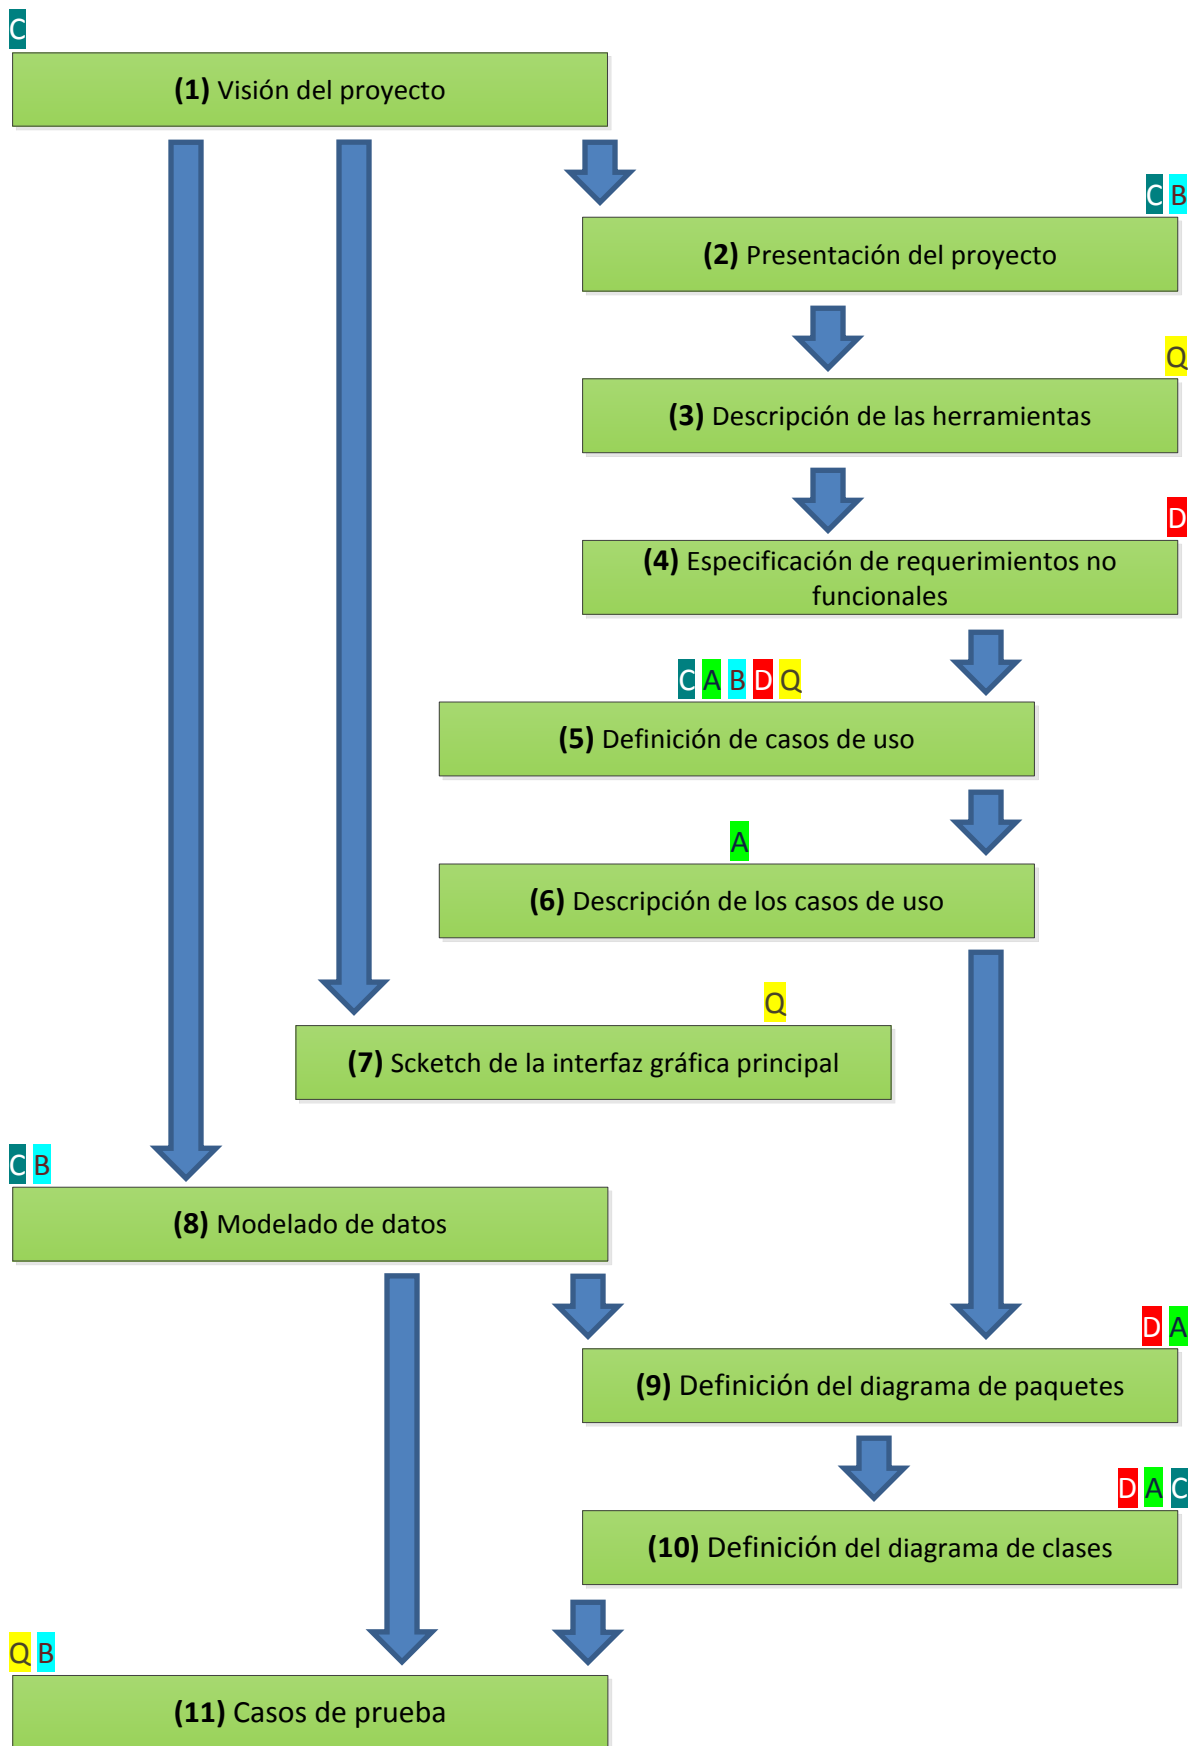 C
(1) Visión del proyecto
C B
(2) Presentación del proyecto
Q
(3) Descripción de las herramientas
D
(4) Especificación de requerimientos no
funcionales
C A B D Q
(5) Definición de casos de uso
A
(6) Descripción de los casos de uso
Q
(7) Scketch de la interfaz gráfica principal
C B
(8) Modelado de datos
D A
(9) Definición del diagrama de paquetes
D A C
(10) Definición del diagrama de clases
Q B
(11) Casos de prueba